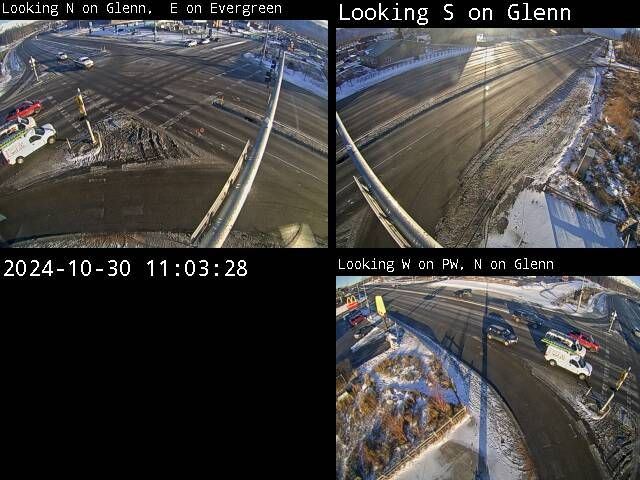 Looking N on Glenn,  E on Evergreen
Looking S on Glenn
2024-10-30 11:03:28
Looking W on PW, N on Glenn